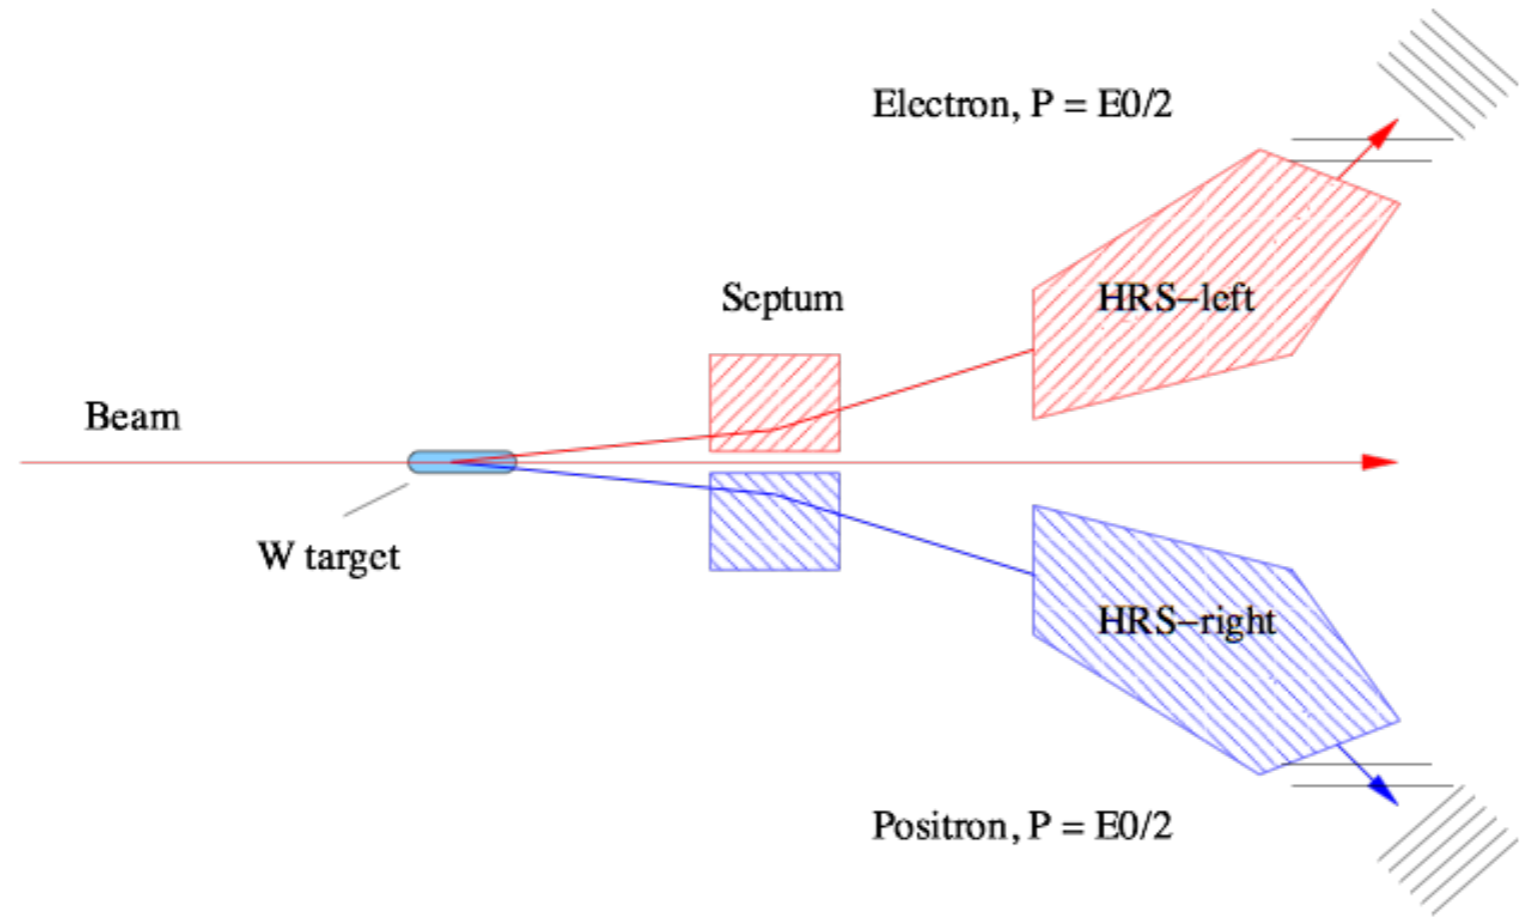 Electron, P = E0/2
HRS-left
Septum
Beam
W target
HRS-right
Positron, P = E0/2